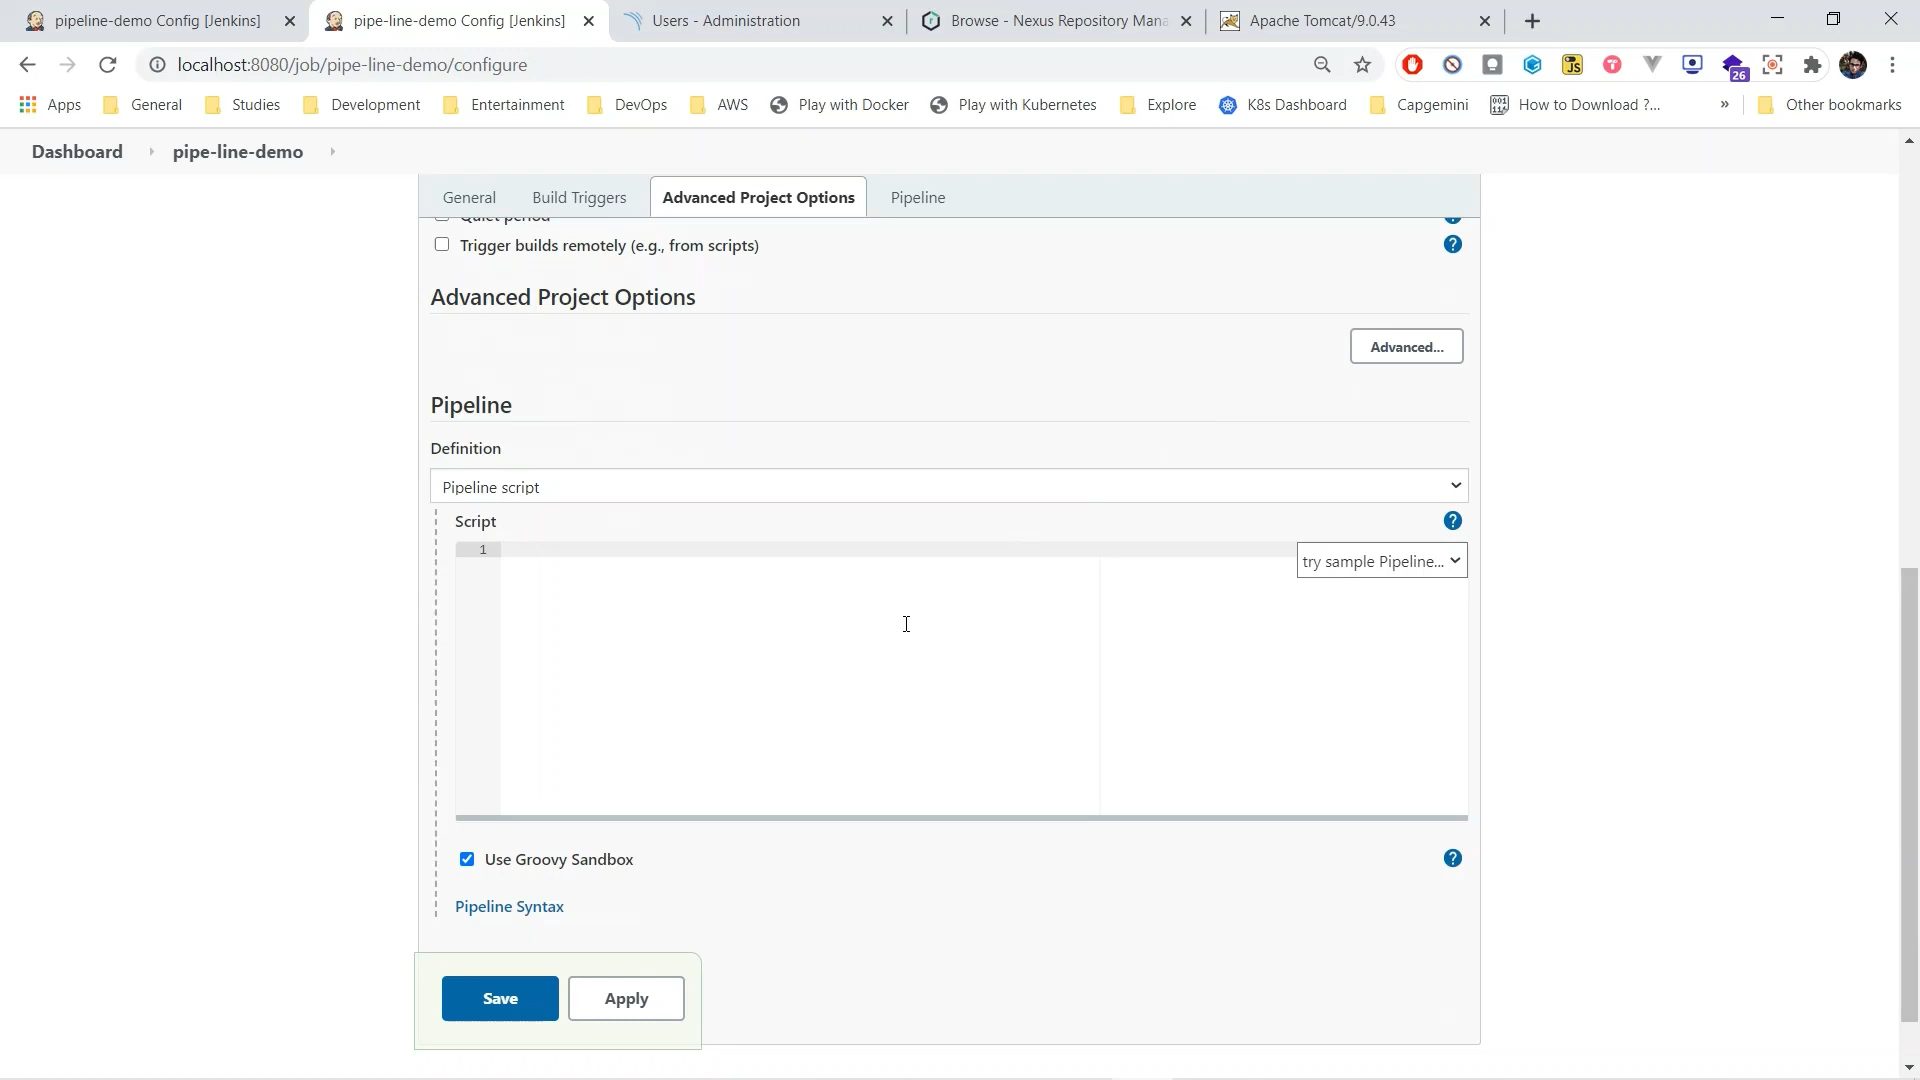 pipeline-demo Config [Jenkins]
pipe-line-demo Config [Jenkins]
Users - Administration
Browse - Nexus Repository Mana
Apache Tomcat/9.0.43
localhost:8080/job/pipe-line-demo/configure
JS
26
Apps
General
Studies
Development
Entertainment
DevOps
AWS
Play with Docker
Play with Kubernetes
Explore
K8s Dashboard
Capgemini
How to Download ?...
»
Other bookmarks
Dashboard
pipe-line-demo
General
Build Triggers
Advanced Project Options
Pipeline
Quiet period
Trigger builds remotely (e.g., from scripts)
?
Advanced Project Options
Advanced...
Pipeline
Definition
Pipeline script
Script
?
1
try sample Pipeline...
Use Groovy Sandbox
?
Pipeline Syntax
Save
Apply